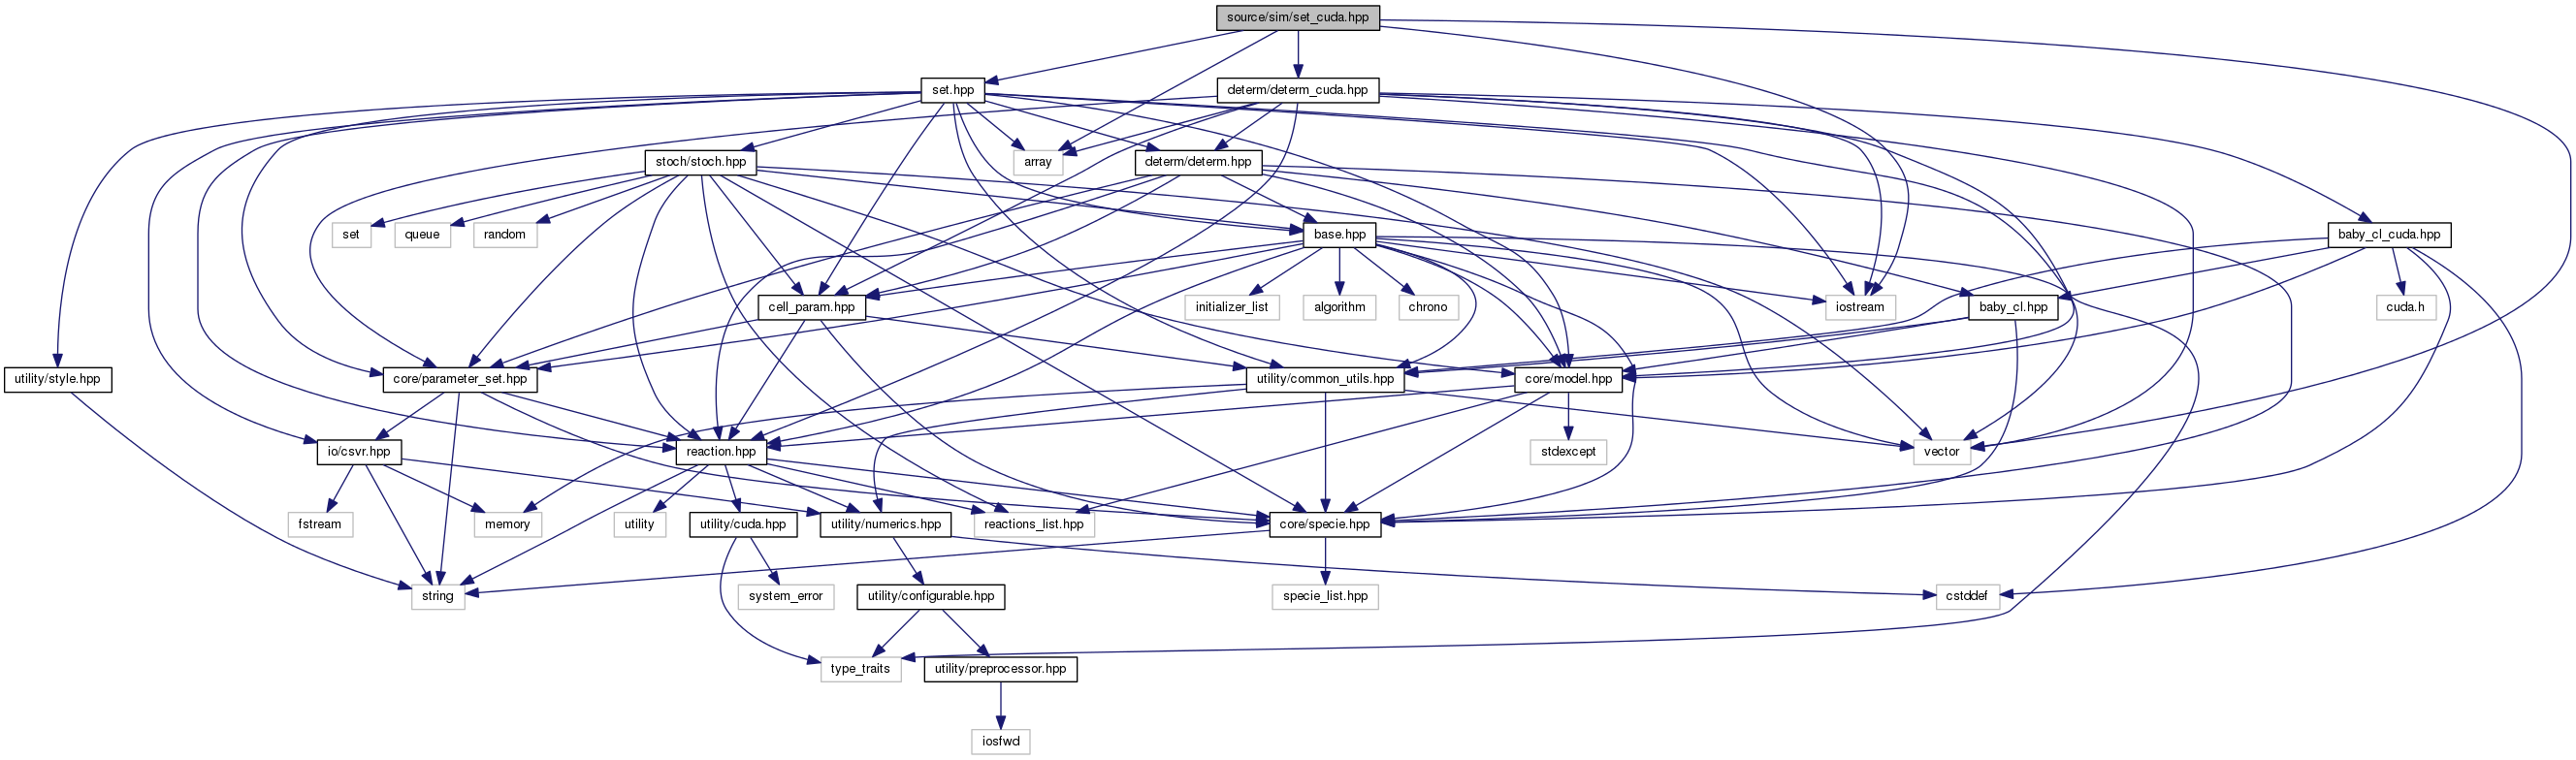 source/sim/set_cuda.hpp
set.hpp
determ/determ_cuda.hpp
stoch/stoch.hpp
array
determ/determ.hpp
set
queue
random
base.hpp
baby_cl_cuda.hpp
cell_param.hpp
initializer_list
algorithm
chrono
iostream
baby_cl.hpp
cuda.h
utility/style.hpp
core/parameter_set.hpp
utility/common_utils.hpp
core/model.hpp
io/csvr.hpp
reaction.hpp
stdexcept
vector
fstream
memory
utility
utility/cuda.hpp
utility/numerics.hpp
reactions_list.hpp
core/specie.hpp
string
system_error
utility/configurable.hpp
specie_list.hpp
cstddef
type_traits
utility/preprocessor.hpp
iosfwd